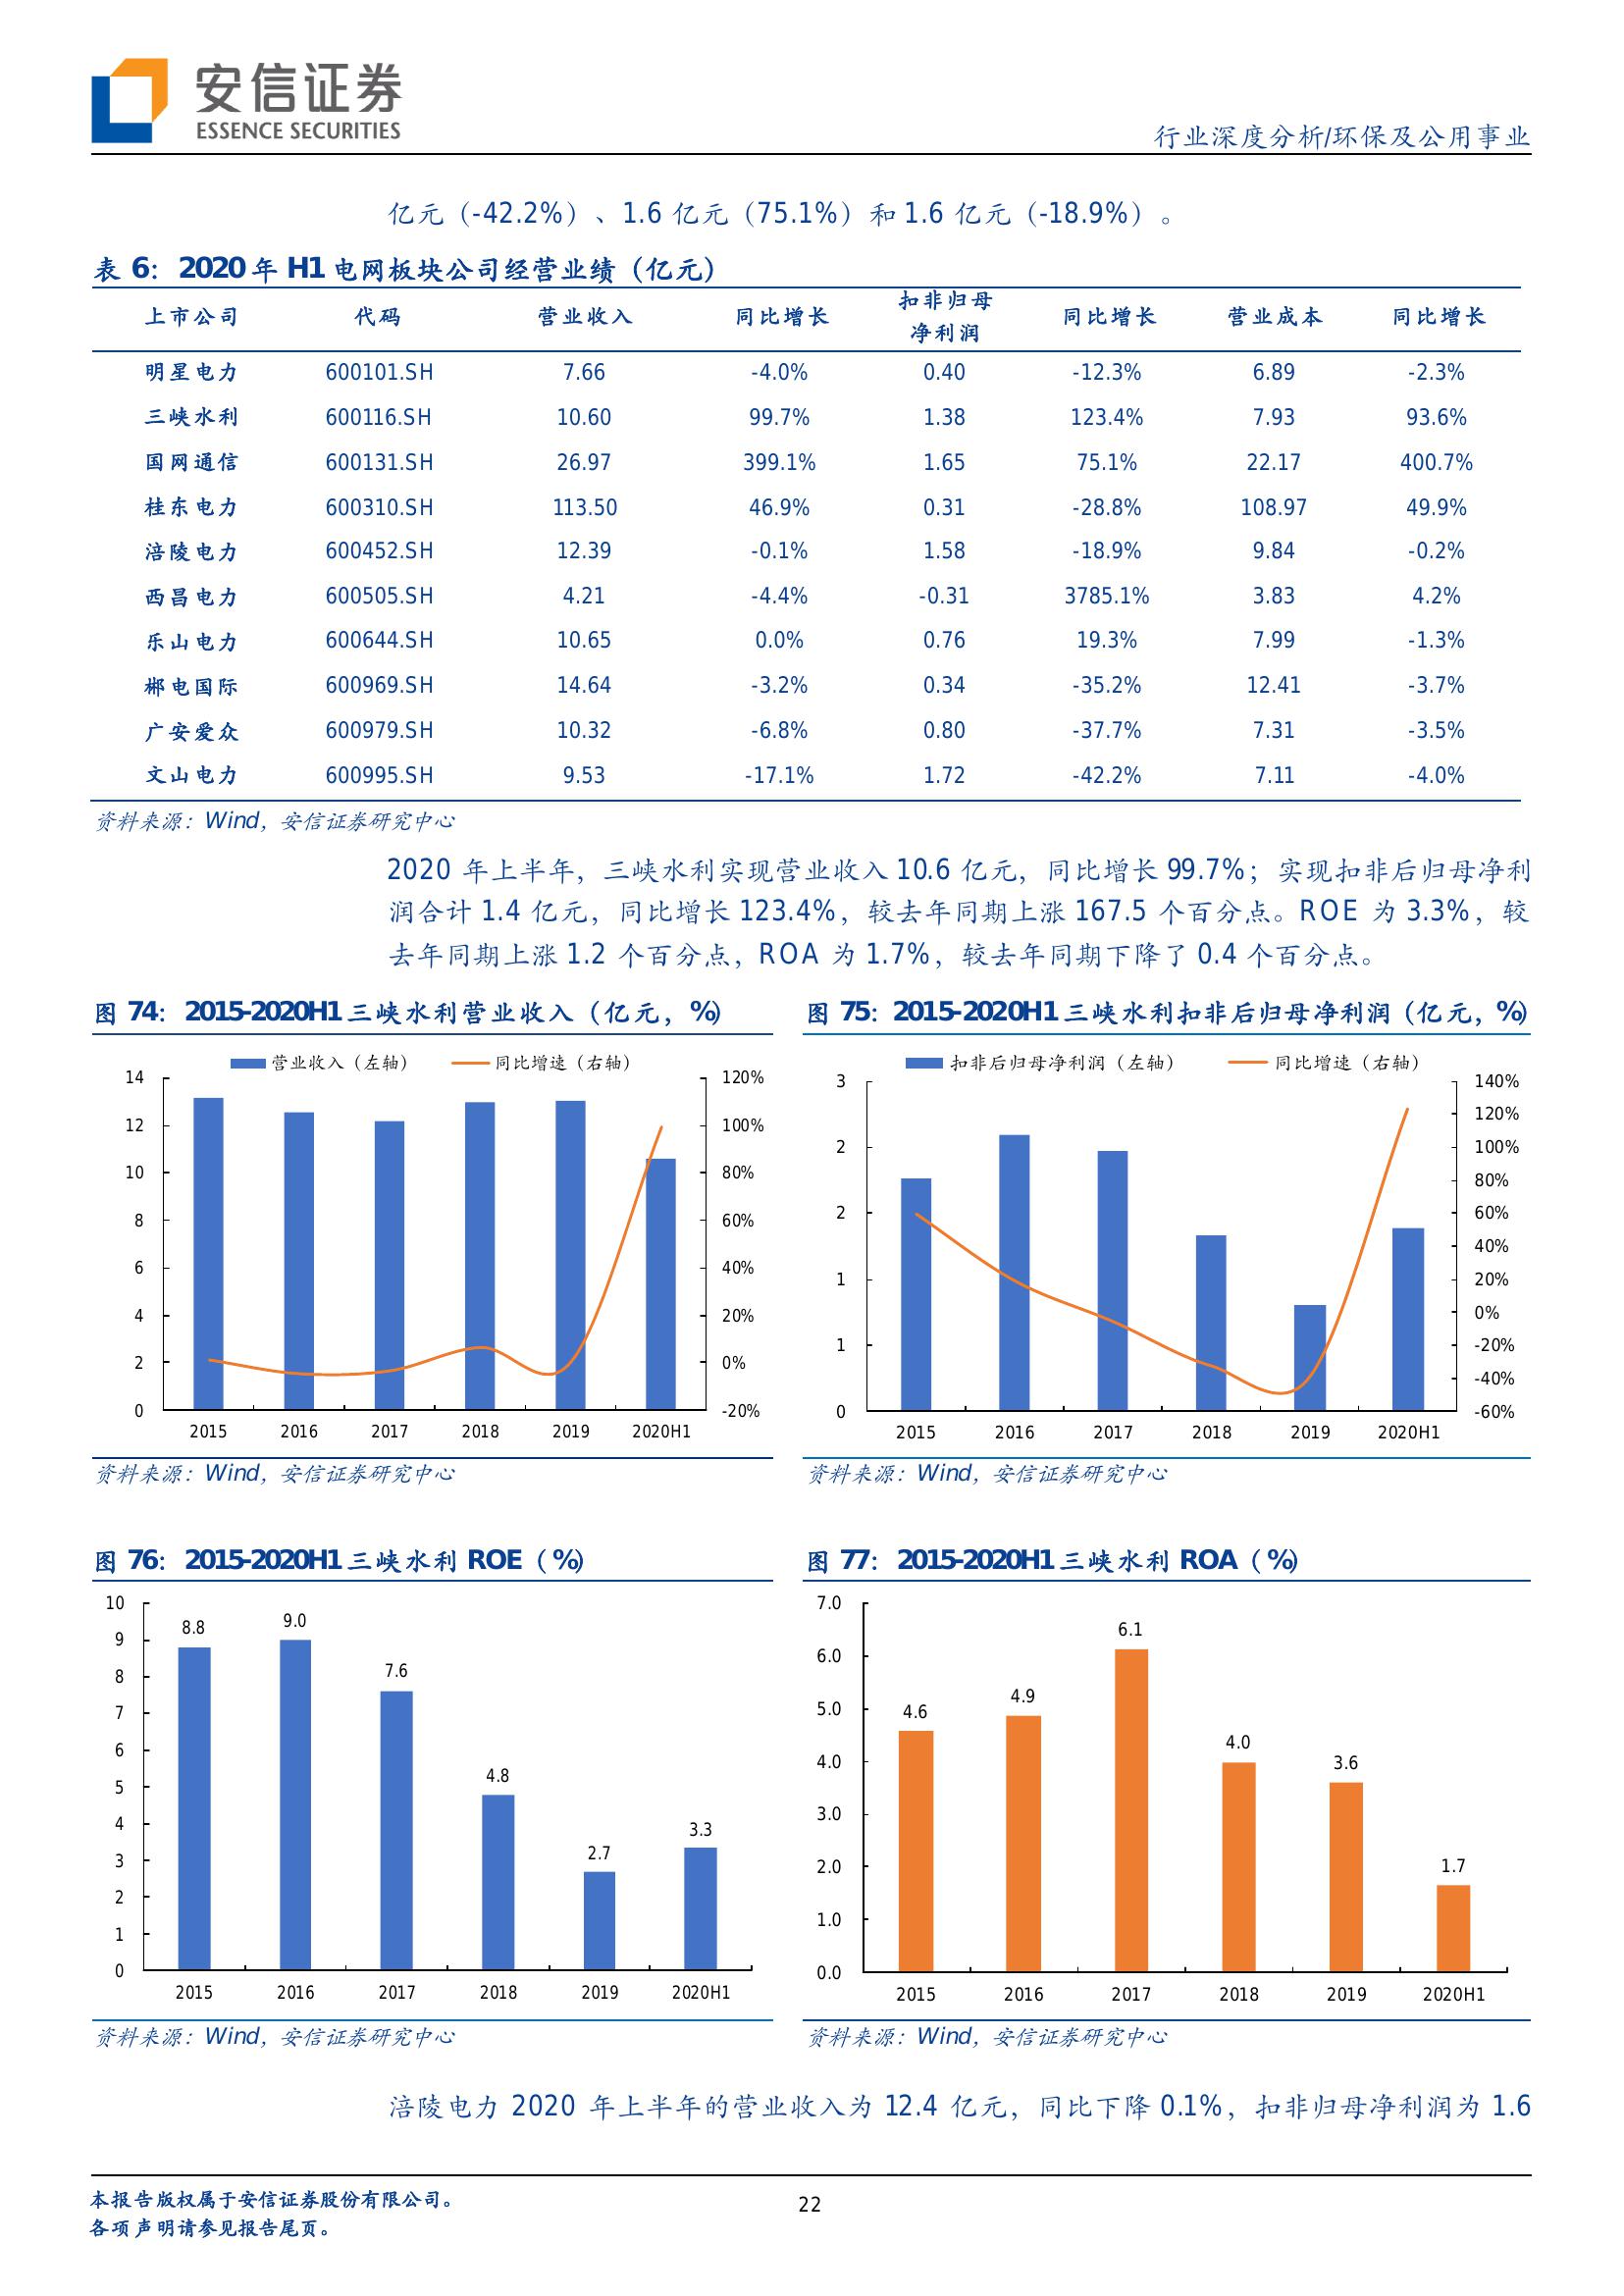 安信证券
ESSENCE SECURITIES
行业深度分析/环保及公用事业
亿元（-42.2%）、1.6 亿元（75.1%）和 1.6 亿元（-18.9%）。
表 6： 2020 年 H1 电网板块公司经营业绩（亿元）
上市公司 代码 营业收入 同比增长 扣非归母净利润 同比增长 营业成本 同比增长
明星电力 600101.SH 7.66 -4.0% 0.40 -12.3% 6.89 -2.3%
三峡水利 600116.SH 10.60 99.7% 1.38 123.4% 7.93 93.6%
国网通信 600131.SH 26.97 399.1% 1.65 75.1% 22.17 400.7%
桂东电力 600310.SH 113.50 46.9% 0.31 -28.8% 108.97 49.9%
涪陵电力 600452.SH 12.39 -0.1% 1.58 -18.9% 9.84 -0.2%
西昌电力 600505.SH 4.21 -4.4% -0.31 3785.1% 3.83 4.2%
乐山电力 600644.SH 10.65 0.0% 0.76 19.3% 7.99 -1.3%
郴电国际 600969.SH 14.64 -3.2% 0.34 -35.2% 12.41 -3.7%
广安爱众 600979.SH 10.32 -6.8% 0.80 -37.7% 7.31 -3.5%
文山电力 600995.SH 9.53 -17.1% 1.72 -42.2% 7.11 -4.0%
资料来源：Wind，安信证券研究中心
2020 年上半年，三峡水利实现营业收入 10.6 亿元，同比增长 99.7%；实现扣非后归母净利
润合计 1.4 亿元，同比增长 123.4%，较去年同期上涨 167.5 个百分点。ROE 为 3.3%，较
去年同期上涨 1.2 个百分点，ROA 为 1.7%，较去年同期下降了 0.4 个百分点。
图 74： 2015-2020H1 三峡水利营业收入（亿元，%）
营业收入（左轴） 同比增速（右轴）
14 120%
12 100%
10 80%
8 60%
6 40%
4 20%
2 0%
0 -20%
2015 2016 2017 2018 2019 2020H1
资料来源：Wind，安信证券研究中心
图 75： 2015-2020H1 三峡水利扣非后归母净利润（亿元，%）
扣非后归母净利润（左轴） 同比增速（右轴）
3 140%
120%
2 100%
80%
2 60%
40%
1 20%
0%
1 -20%
-40%
0 -60%
2015 2016 2017 2018 2019 2020H1
资料来源：Wind，安信证券研究中心
图 76： 2015-2020H1 三峡水利 ROE（%）
10
9
8
7
6
5
4
3
2
1
0
8.8 9.0 7.6 4.8 2.7 3.3
2015 2016 2017 2018 2019 2020H1
资料来源：Wind，安信证券研究中心
图 77： 2015-2020H1 三峡水利 ROA（%）
7.0
6.0
5.0
4.0
3.0
2.0
1.0
0.0
4.6 4.9 6.1 4.0 3.6 1.7
2015 2016 2017 2018 2019 2020H1
资料来源：Wind，安信证券研究中心
涪陵电力 2020 年上半年的营业收入为 12.4 亿元，同比下降 0.1%，扣非归母净利润为 1.6
本报告版权属于安信证券股份有限公司。
各项声明请参见报告尾页。
22